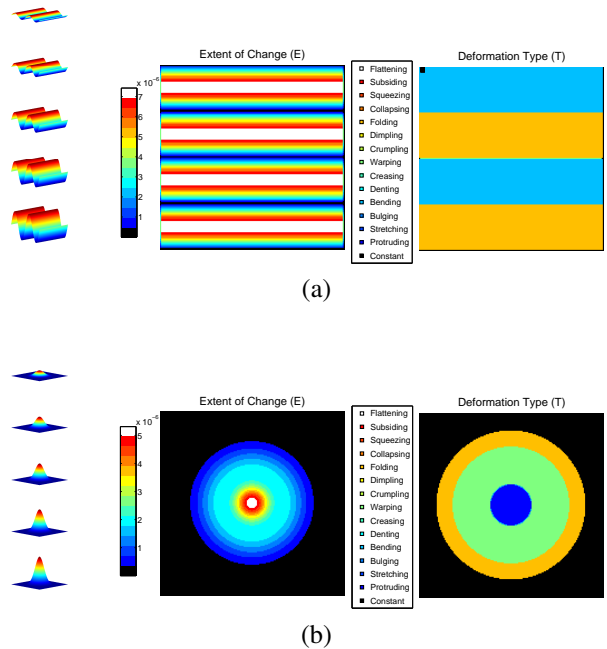 Extent of Change (E)
x 10⁻⁶
7
6
5
4
3
2
1
Flattening
Subsiding
Squeezing
Collapsing
Folding
Dimpling
Crumpling
Warping
Creasing
Denting
Bending
Bulging
Stretching
Protruding
Constant
Deformation Type (T)
(a)
Extent of Change (E)
x 10⁻⁶
5
4
3
2
1
Flattening
Subsiding
Squeezing
Collapsing
Folding
Dimpling
Crumpling
Warping
Creasing
Denting
Bending
Bulging
Stretching
Protruding
Constant
Deformation Type (T)
(b)